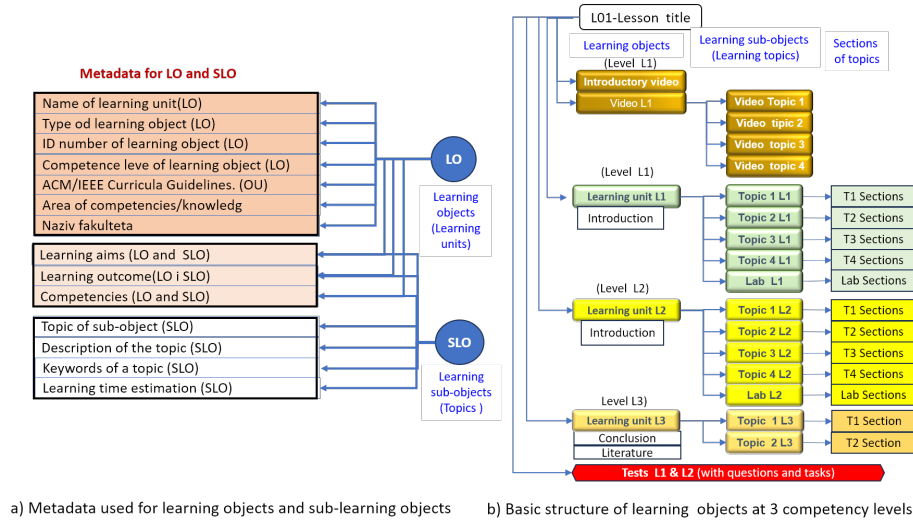 Metadata for LO and SLO
Name of learning unit(LO)
Type od learning object (LO)
ID number of learning object (LO)
Competence leve of learning object (LO)
ACM/IEEE Curricula Guidelines. (OU)
Area of competencies/knowledg
Naziv fakulteta
Learning aims (LO and SLO)
Learning outcome(LO i SLO)
Competencies (LO and SLO)
Topic of sub-object (SLO)
Description of the topic (SLO)
Keywords of a topic (SLO)
Learning time estimation (SLO)
LO
Learning
objects
(Learning
units)
SLO
Learning
sub-objects
(Topics )
a) Metadata used for learning objects and sub-learning objects
L01-Lesson title
Learning objects
Learning sub-objects
(Learning topics)
Sections
of topics
(Level L1)
Introductory video
Video L1
Video Topic 1
Video tipic 2
Video topic 3
Video topic 4
(Level L1)
Learning unit L1
Introduction
Topic 1 L1
Topic 2 L1
Topic 3 L1
Topic 4 L1
Lab L1
T1 Sections
T2 Sections
T3 Sections
T4 Sections
Lab Sections
(Level L2)
Learning unit L2
Introduction
Topic 1 L2
Topic 2 L2
Topic 3 L2
Topic 4 L2
Lab L2
T1 Sections
T2 Sections
T3 Sections
T4 Sections
Lab Sections
Level L3)
Learning unit L3
Conclusion
Literature
Topic 1 L3
Topic 2 L3
T1 Section
T2 Section
Tests L1 & L2 (with questions and tasks)
b) Basic structure of learning objects at 3 competency levels